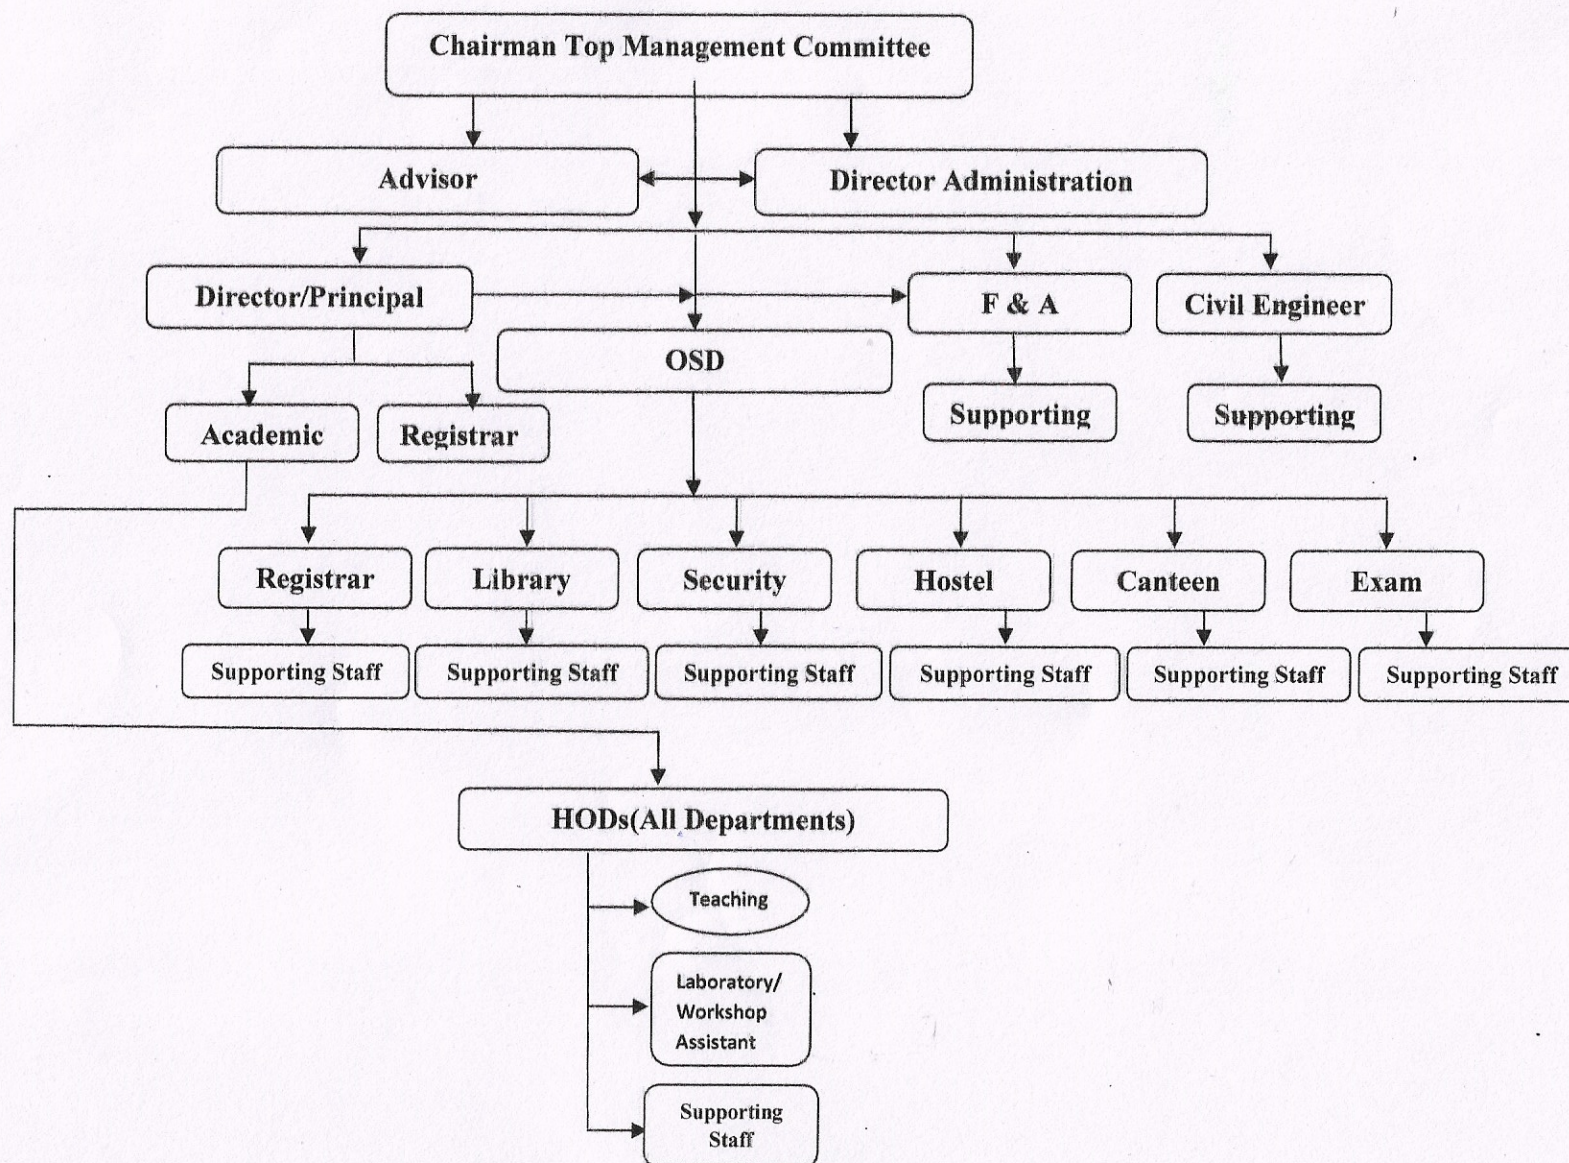 Chairman Top Management Committee
Advisor
Director Administration
Director/Principal
F & A
Civil Engineer
OSD
Academic
Registrar
Supporting
Supporting
Registrar
Library
Security
Hostel
Canteen
Exam
Supporting Staff
Supporting Staff
Supporting Staff
Supporting Staff
Supporting Staff
Supporting Staff
HODs(All Departments)
Teaching
Laboratory/
Workshop
Assistant
Supporting
Staff